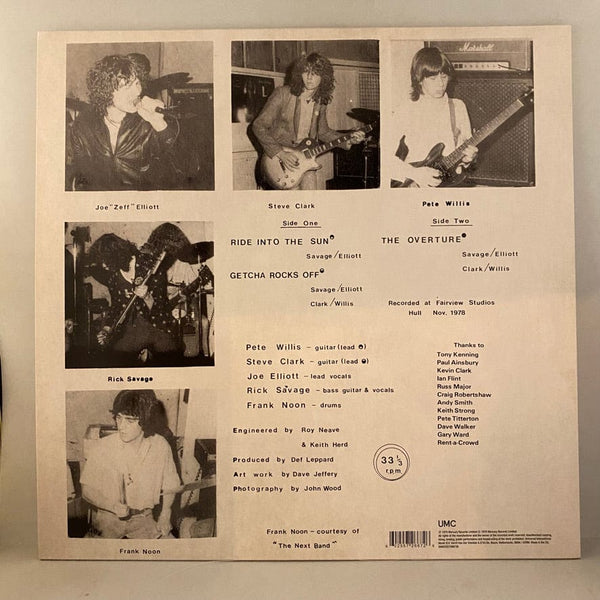 Marshall
Joe "Zeff" Elliott
Steve Clark
Pete Willis
Side One
Side Two
RIDE INTO THE SUN
Savage/Elliott
GETCHA ROCKS OFF
Savage/Elliott
Clark/Willis
THE OVERTURE
Savage/Elliott
Clark/Willis
Recorded at Fairview Studios
Hull Nov. 1978
Rick Savage
Pete Willis - guitar (lead )
Steve Clark - guitar (lead )
Joe Elliott - lead vocals
Rick Savage - bass guitar & vocals
Frank Noon - drums
Engineered by Roy Neave
& Keith Herd
Produced by Def Leppard
Art work by Dave Jeffery
Photography by John Wood
Thanks to
Tony Kenning
Paul Ainsbury
Kevin Clark
Ian Flint
Russ Major
Craig Robertshaw
Andy Smith
Keith Strong
Pete Titterton
Dave Walker
Gary Ward
Rent-a-Crowd
33 1/3
rpm
Frank Noon
Frank Noon - courtesy of
"The Next Band"
UMC